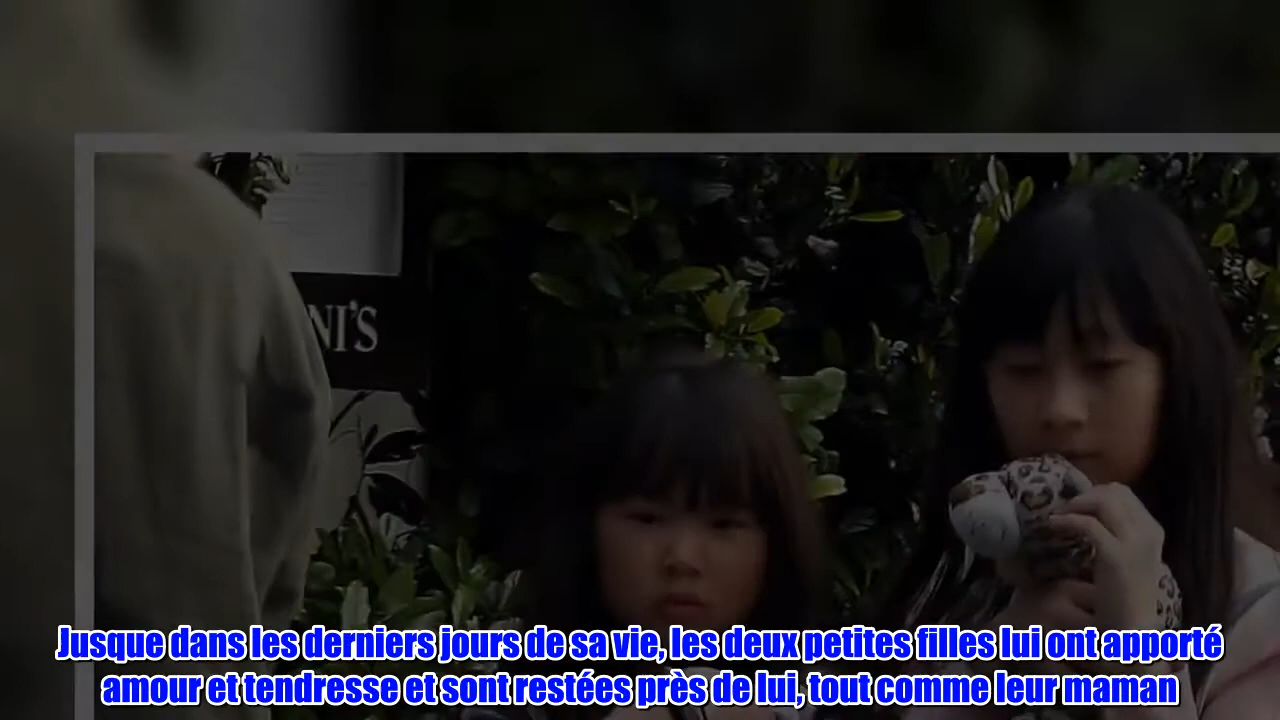 NI'S
Jusque dans les derniers jours de sa vie, les deux petites filles lui ont apporté
amour et tendresse et sont restées près de lui, tout comme leur maman